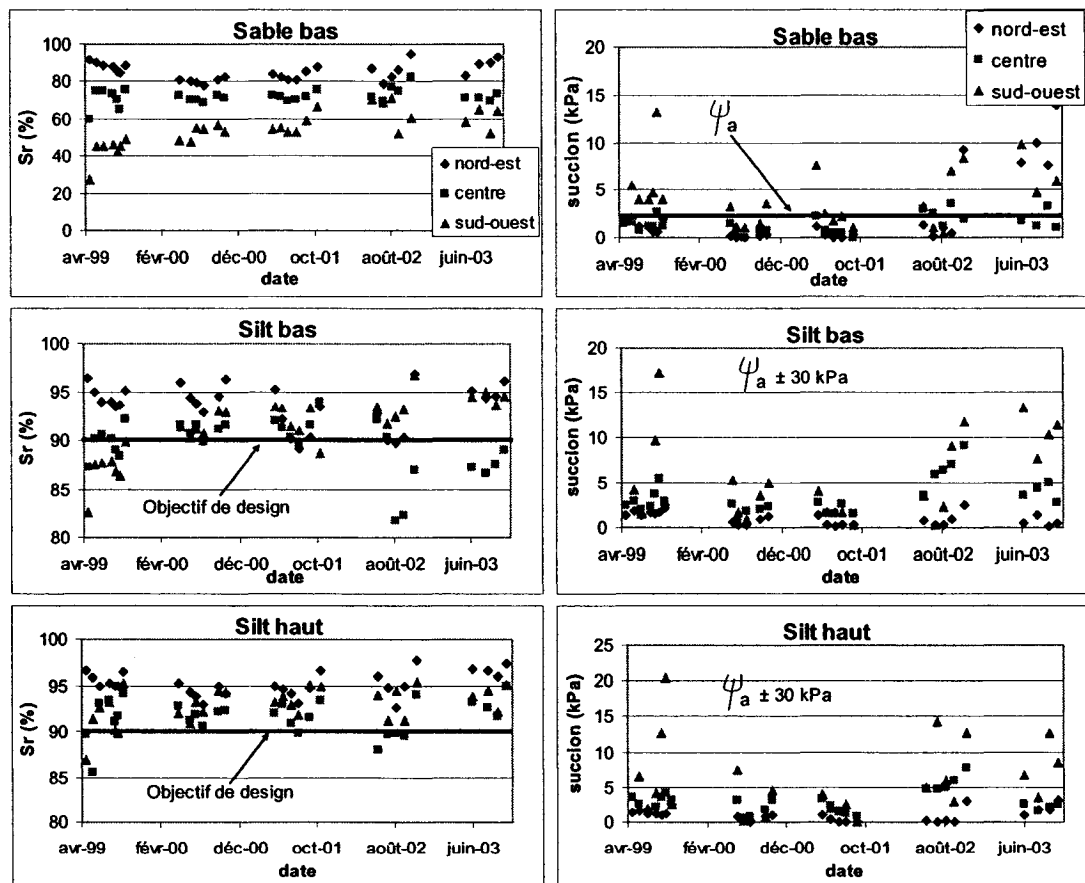 Sable bas
100
80
60
40
20
0
Sr (%)
nord-est
centre
sud-ouest
avr-99 févr-00 déc-00 oct-01 août-02 juin-03
date
Sable bas
20
15
10
5
0
succion (kPa)
nord-est
centre
sud-ouest
ψa
avr-99 févr-00 déc-00 oct-01 août-02 juin-03
date
Silt bas
100
95
90
85
80
Sr (%)
Objectif de design
avr-99 févr-00 déc-00 oct-01 août-02 juin-03
date
Silt bas
20
15
10
5
0
succion (kPa)
ψa ± 30 kPa
avr-99 févr-00 déc-00 oct-01 août-02 juin-03
date
Silt haut
100
95
90
85
80
Sr (%)
Objectif de design
avr-99 févr-00 déc-00 oct-01 août-02 juin-03
date
Silt haut
25
20
15
10
5
0
succion (kPa)
ψa ± 30 kPa
avr-99 févr-00 déc-00 oct-01 août-02 juin-03
date